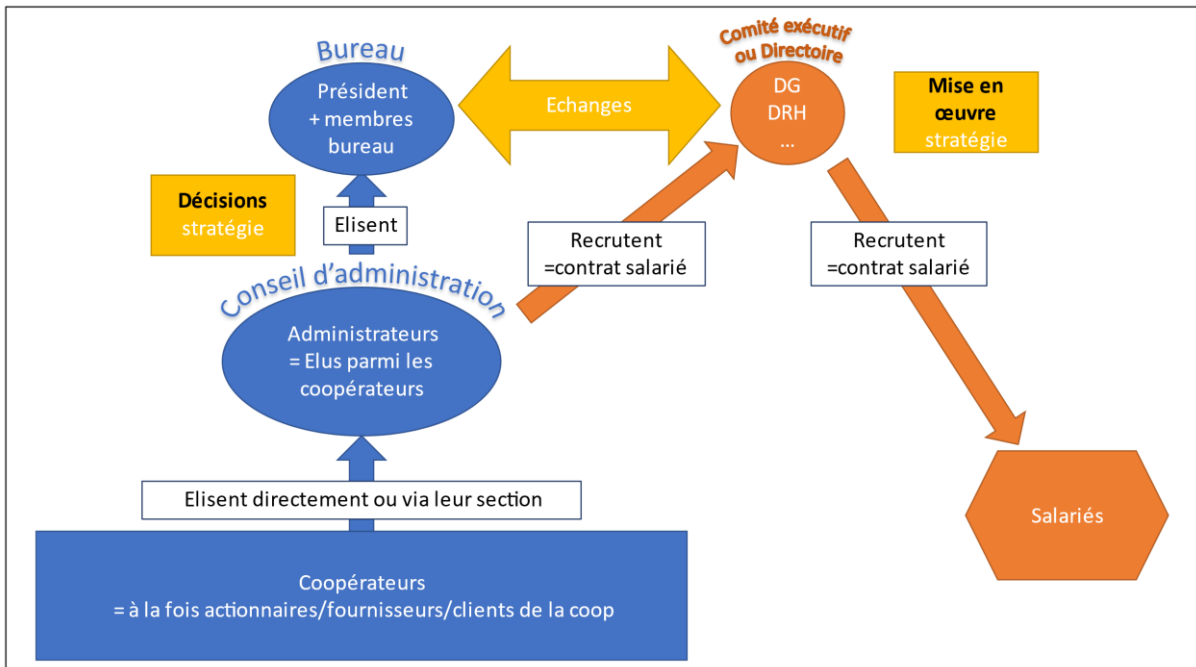 Bureau
Président
+ membres
bureau
Echanges
Comité exécutif
ou Directoire
DG
DRH
...
Mise en
œuvre
stratégie
Décisions
stratégie
Elisent
Recrutent
=contrat salarié
Recrutent
=contrat salarié
Conseil d'administration
Administrateurs
= Elus parmi les
coopérateurs
Elisent directement ou via leur section
Salariés
Coopérateurs
= à la fois actionnaires/fournisseurs/clients de la coop